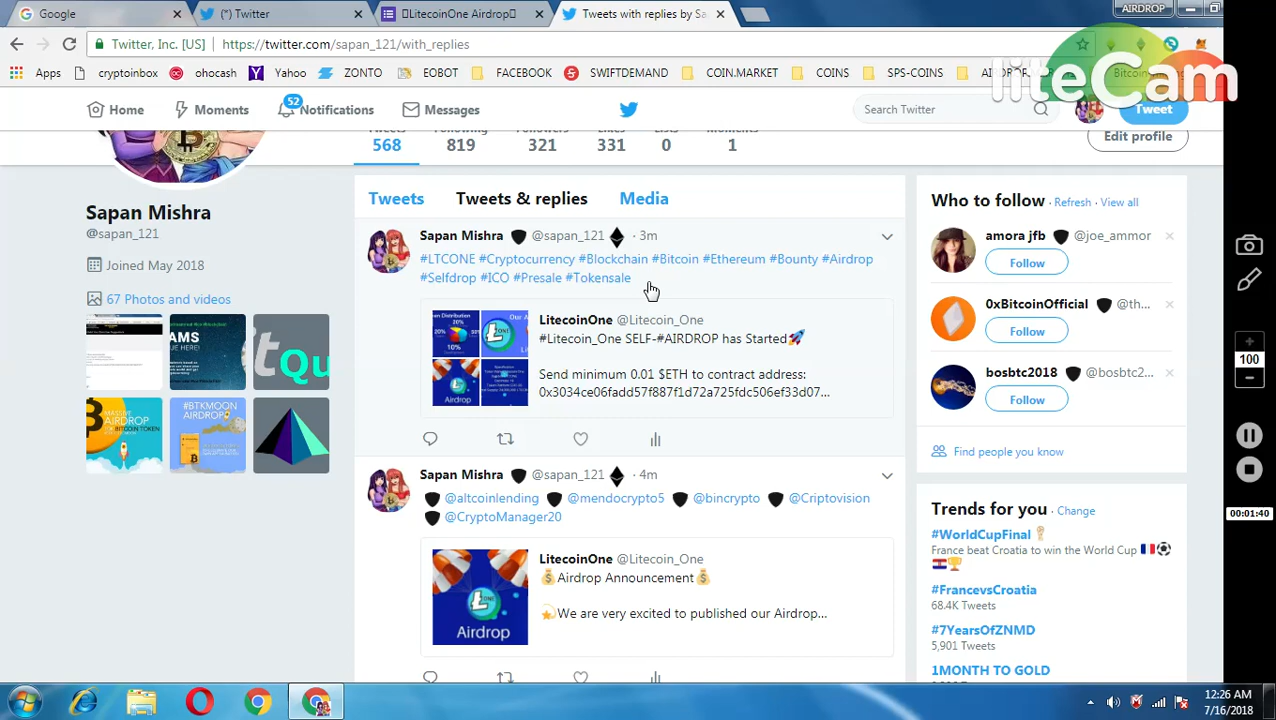 Google
(*) Twitter
LitecoinOne Airdrop
Tweets with replies by Sa
AIRDROP
Twitter, Inc. [US]
https://twitter.com/sapan_121/with_replies
Apps
cryptoinbox
ohocash
Yahoo
ZONTO
EOBOT
FACEBOOK
SWIFTDEMAND
COIN.MARKET
COINS
SPS-COINS
liteCam
Home
Moments
52
Notifications
Messages
Search Twitter
Tweet
Tweets
Following
Followers
Likes
Lists
Moments
568
819
321
331
0
1
Edit profile
Sapan Mishra
@sapan_121
Joined May 2018
67 Photos and videos
Tweets
Tweets & replies
Media
Sapan Mishra @sapan_121 · 3m
#LTCONE #Cryptocurrency #Blockchain #Bitcoin #Ethereum #Bounty #Airdrop
#Selfdrop #ICO #Presale #Tokensale
LitecoinOne @Litecoin_One
#Litecoin_One SELF-#AIRDROP has Started
Send minimum 0.01 $ETH to contract address:
0x3034ce06fadd57f887f1d72a725fdc506ef33d07...
Airdrop
Sapan Mishra @sapan_121 · 4m
@altcoinlending @mendocrypto5 @bincrypto @Criptovision
@CryptoManager20
LitecoinOne @Litecoin_One
Airdrop Announcement
We are very excited to published our Airdrop...
ONE
Airdrop
Who to follow · Refresh · View all
amora jfb @joe_ammor
Follow
0xBitcoinOfficial @th...
Follow
bosbtc2018 @bosbtc2...
Follow
Find people you know
Trends for you · Change
#WorldCupFinal
France beat Croatia to win the World Cup
#FrancevsCroatia
68.4K Tweets
#7YearsOfZNMD
5,901 Tweets
1MONTH TO GOLD
100
00:01:40
12:26 AM
7/16/2018